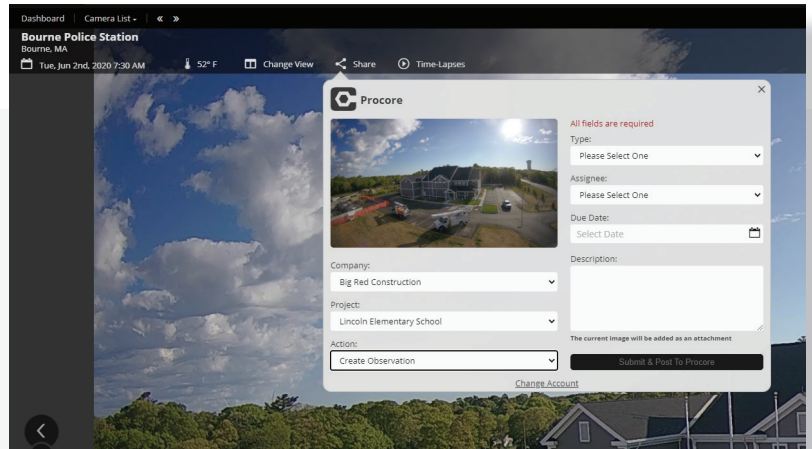 Dashboard Camera List « »
Bourne Police Station
Bourne, MA
Tue, Jun 2nd, 2020 7:30 AM 52° F Change View Share Time-Lapses
Procore
Company:
Big Red Construction
Project:
Lincoln Elementary School
Action:
Create Observation
All fields are required
Type:
Please Select One
Assignee:
Please Select One
Due Date:
Select Date
Description:
The current image will be added as an attachment
Submit & Post To Procore
Change Account